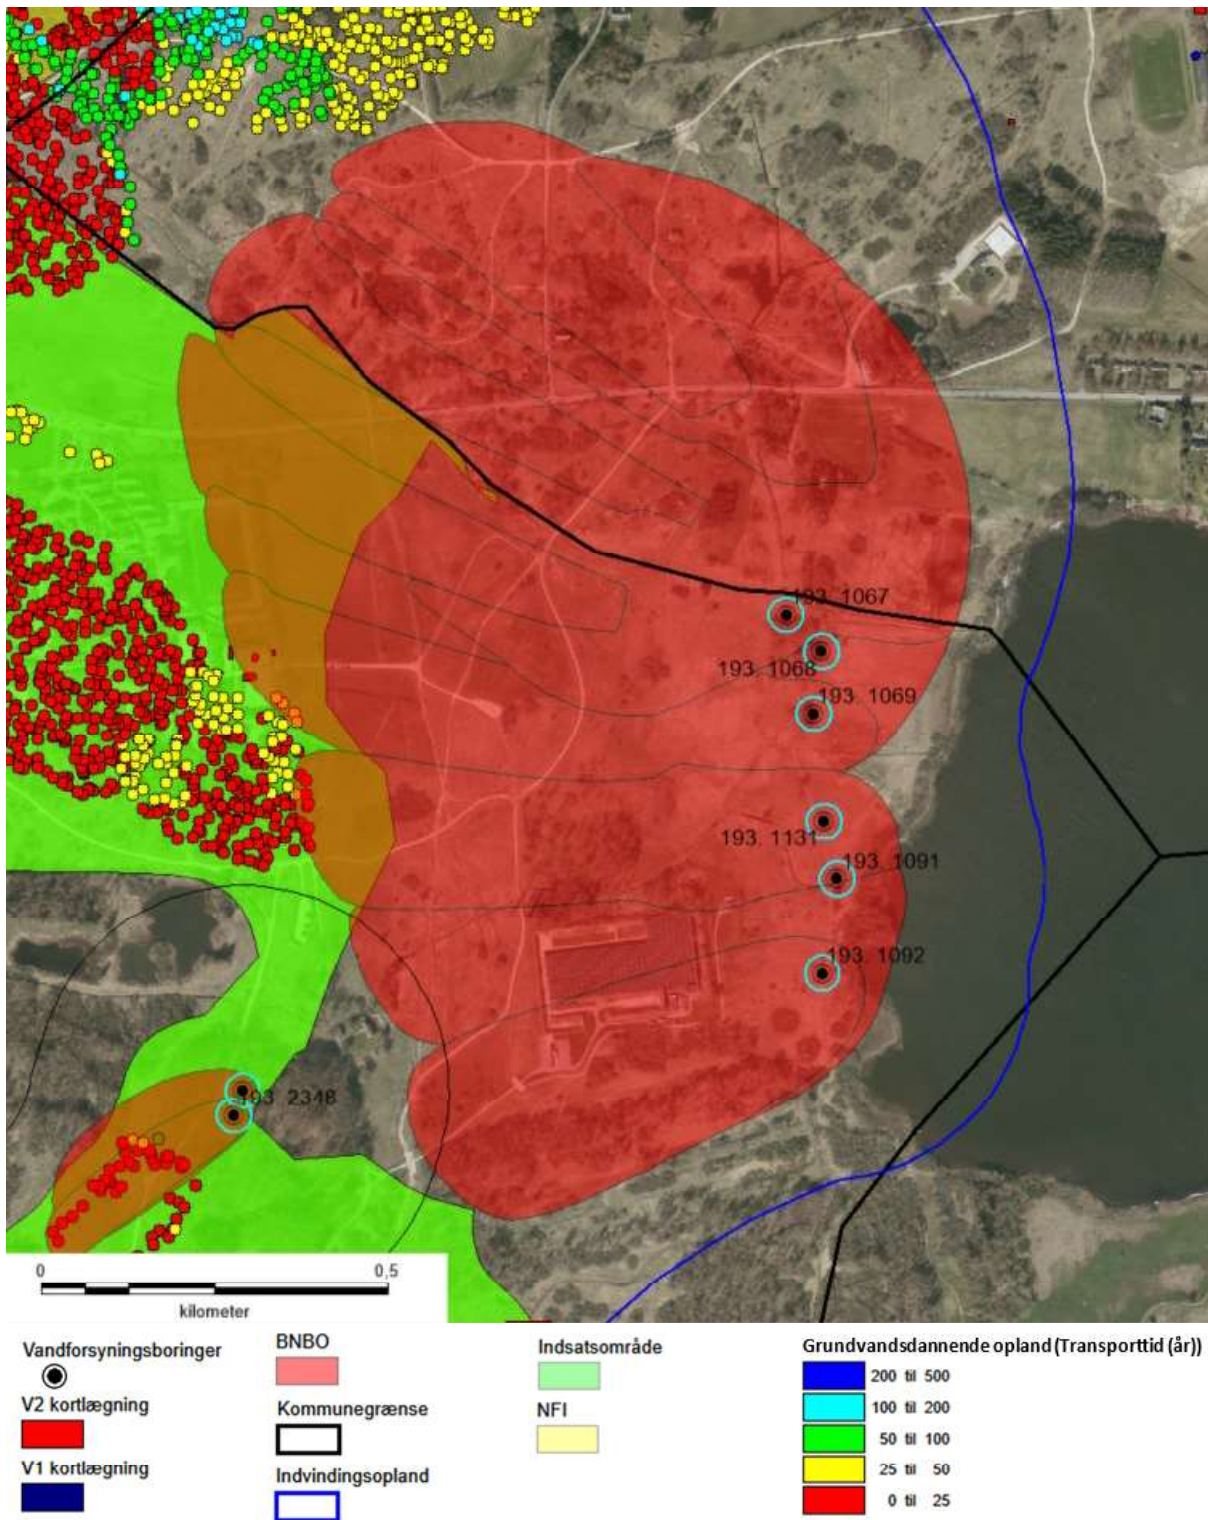 193. 1067
193. 1068
193. 1069
193. 1131
193. 1091
193. 1092
193 2348
0 0,5
kilometer
Vandforsyningsboringer
V2 kortlægning
V1 kortlægning
BNBO
Kommunegrænse
Indvindingsopland
Indsatsområde
NFI
Grundvandsdannende opland (Transporttid (år))
200 til 500
100 til 200
50 til 100
25 til 50
0 til 25